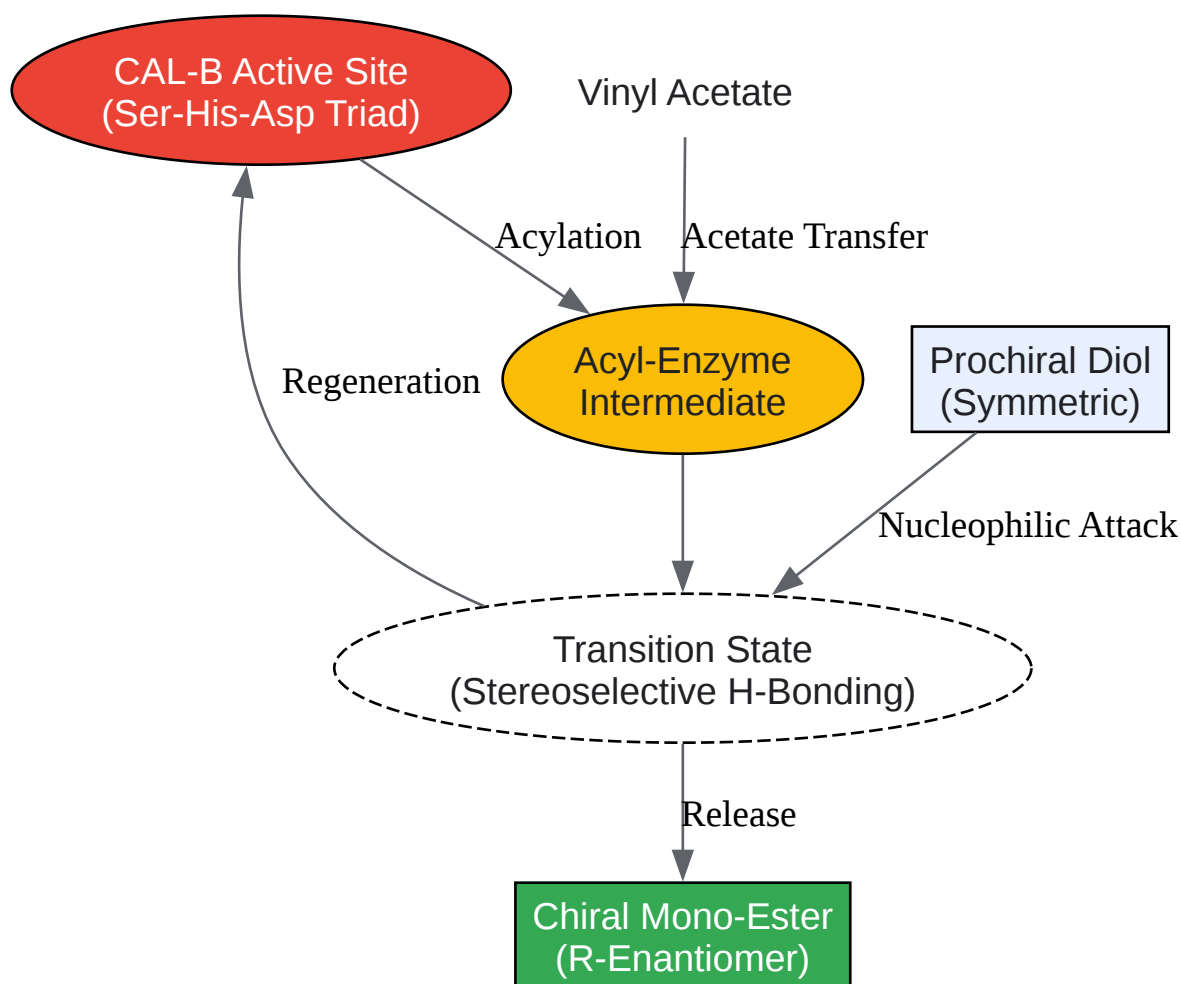 CAL-B Active Site
(Ser-His-Asp Triad)
Vinyl Acetate
Acylation
Acetate Transfer
Regeneration
Acyl-Enzyme
Intermediate
Prochiral Diol
(Symmetric)
Nucleophilic Attack
Transition State
(Stereoselective H-Bonding)
Release
Chiral Mono-Ester
(R-Enantiomer)